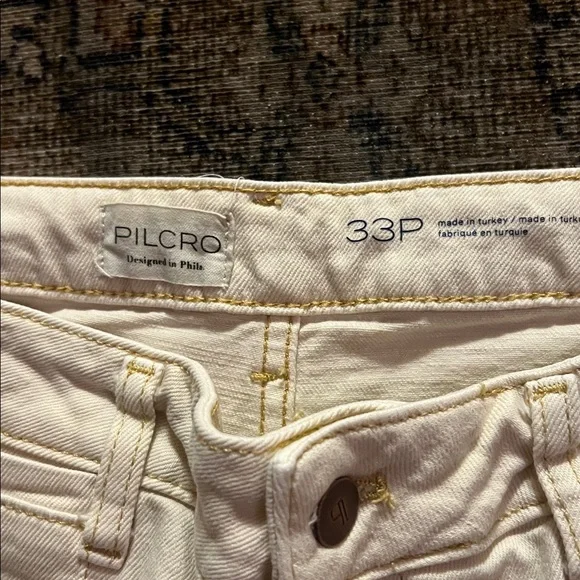 PILCRO
Designed in Phila.
33P
made in turkey / made in turk
fabriqué en turquie